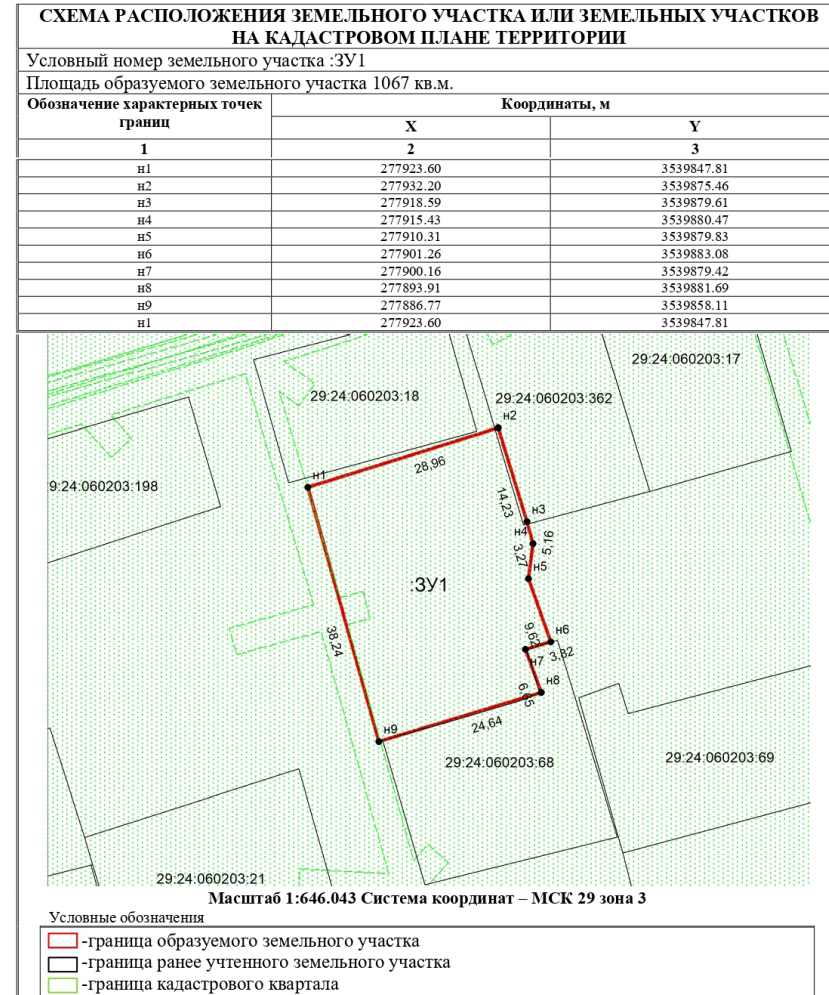 СХЕМА РАСПОЛОЖЕНИЯ ЗЕМЕЛЬНОГО УЧАСТКА ИЛИ ЗЕМЕЛЬНЫХ УЧАСТКОВ
НА КАДАСТРОВОМ ПЛАНЕ ТЕРРИТОРИИ
Условный номер земельного участка :ЗУ1
Площадь образуемого земельного участка 1067 кв.м.
Обозначение характерных точек границ Координаты, м
X Y
1 2 3
н1 277923.60 3539847.81
н2 277932.20 3539875.46
н3 277918.59 3539879.61
н4 277915.43 3539880.47
н5 277910.31 3539879.83
н6 277901.26 3539883.08
н7 277900.16 3539879.42
н8 277893.91 3539881.69
н9 277886.77 3539858.11
н1 277923.60 3539847.81
29:24:060203:17
29:24:060203:18
29:24:060203:362
н2
28,96
н1
9:24:060203:198
14,23
н3
н4
5,16
3,27
н5
:ЗУ1
н6
9,62
3,82
38,24
н7
н8
6,65
24,64
н9
29:24:060203:68
29:24:060203:69
29:24:060203:21
Масштаб 1:646.043 Система координат – МСК 29 зона 3
Условные обозначения
-граница образуемого земельного участка
-граница ранее учтенного земельного участка
-граница кадастрового квартала